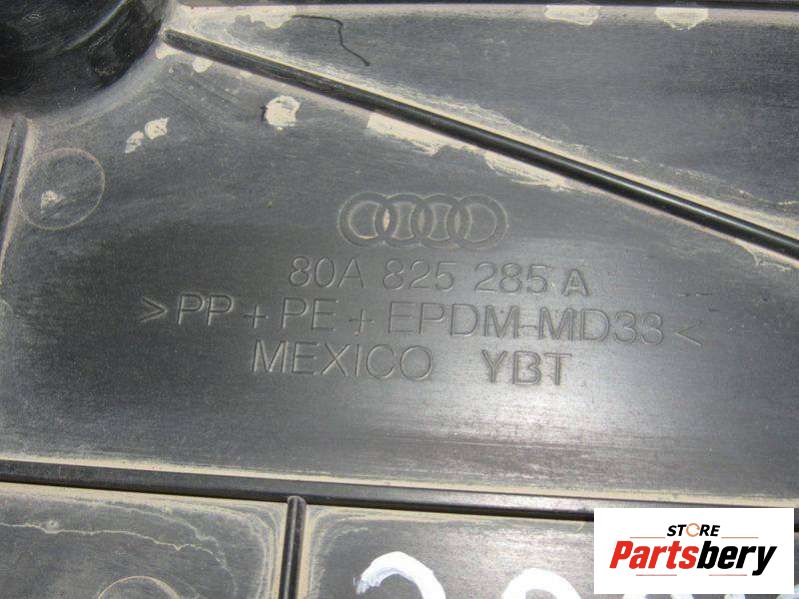 80A 825 285 A
>PP+PE+EPDM-MD33<
MEXICO YBT
STORE
Partsbery